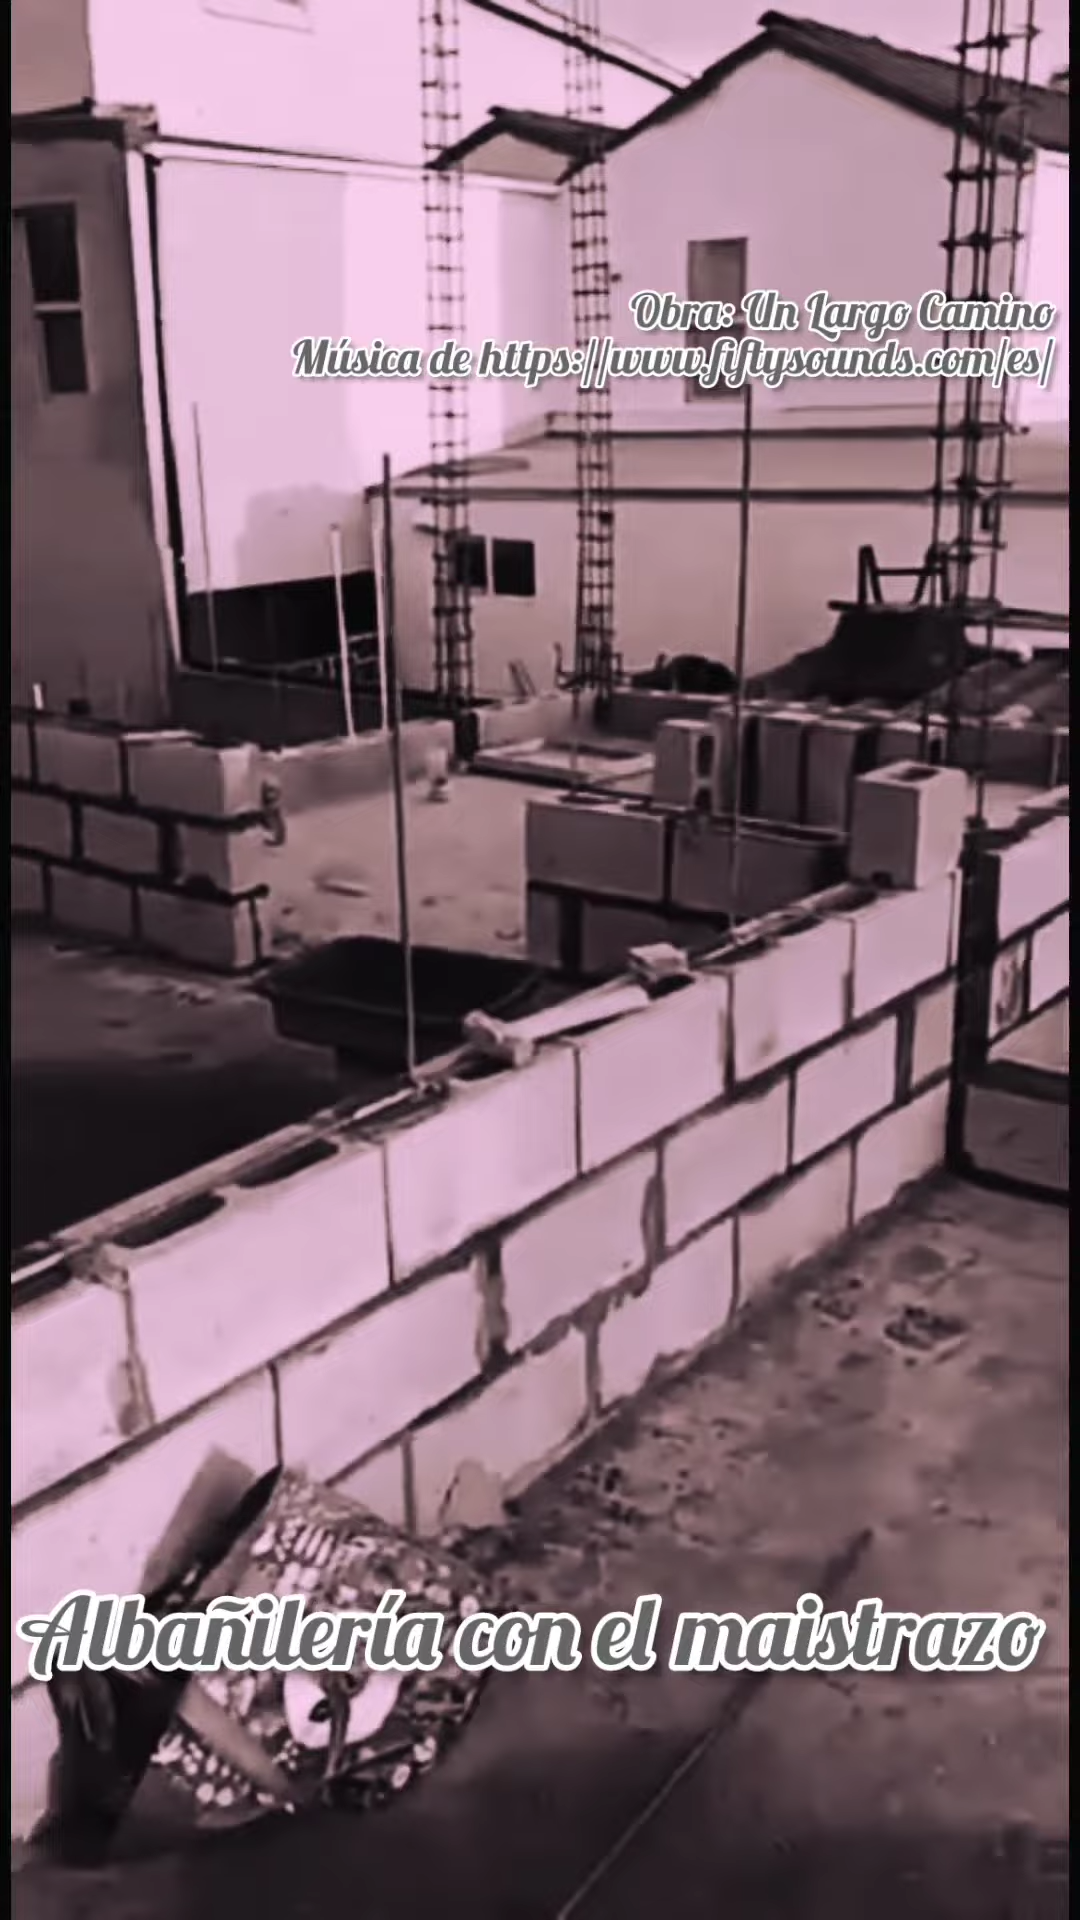 Obra: Un Largo Camino
Música de https://www.fiftysounds.com/es/
Albañilería con el maistrazo